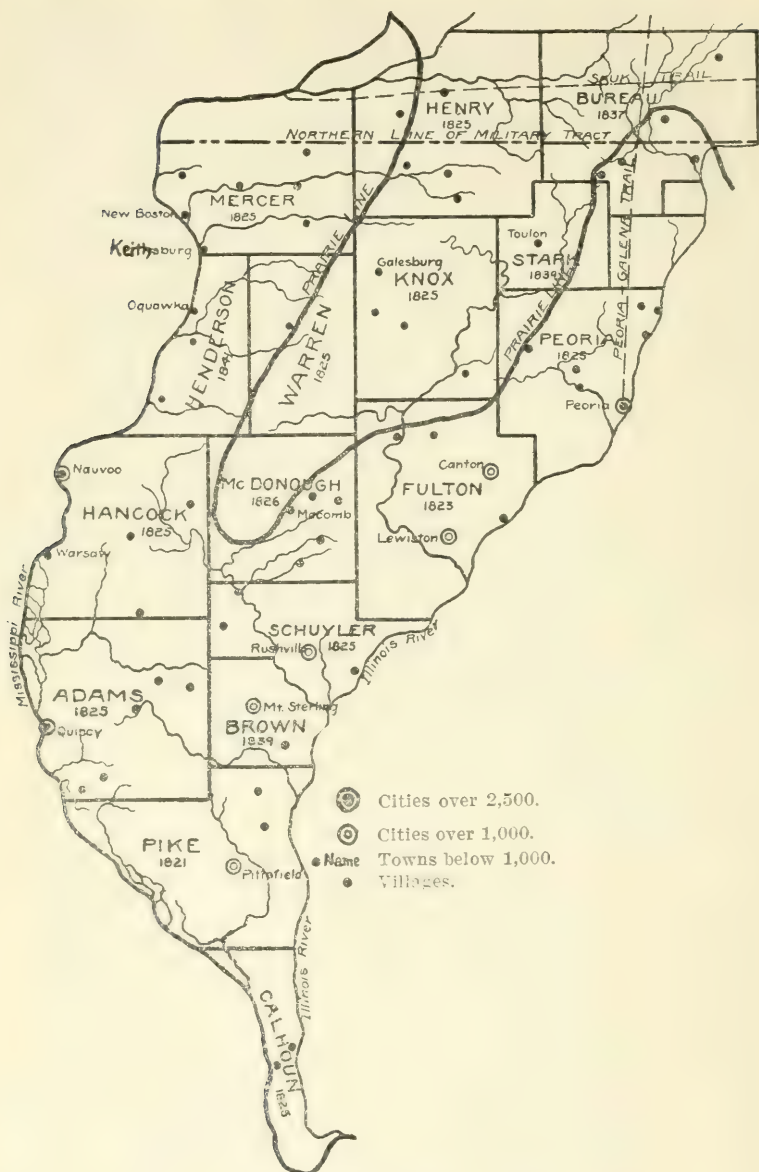 SAUK TRAIL
HENRY
1825
BUREAU
1837
NORTHERN LINE OF MILITARY TRACT
MERCER
1825
New Boston
Keithsburg
PRAIRIE LINE
Toulon
STARK
1839
Galesburg
KNOX
1825
PEORIA GALENA TRAIL
Oquawka
HENDERSON
1841
WARREN
1825
PRAIRIE LINE
PEORIA
1825
Peoria
Nauvoo
HANCOCK
1825
McDONOUGH
1826
Macomb
Canton
FULTON
1823
Lewiston
Warsaw
Mississippi River
SCHUYLER
1825
Rushville
Illinois River
ADAMS
1825
Quincy
Mt. Sterling
BROWN
1839
Cities over 2,500.
Cities over 1,000.
Name Towns below 1,000.
Villages.
PIKE
1821
Pittsfield
Illinois River
CALHOUN
1825